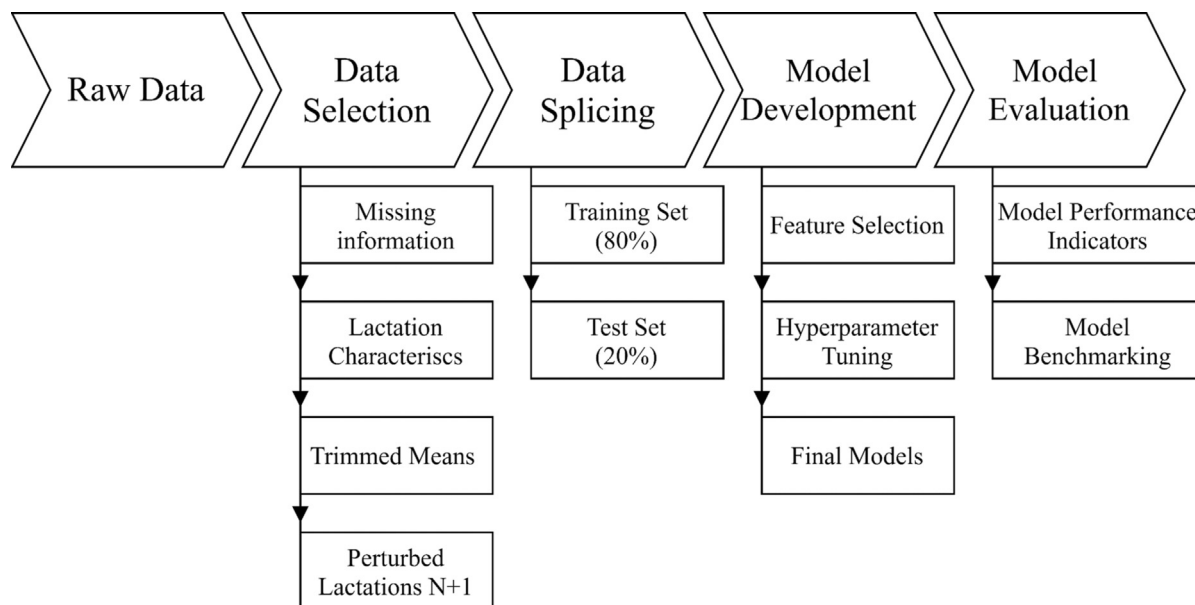 Raw Data
Data
Selection
Data
Splicing
Model
Development
Model
Evaluation
Missing
information
Lactation
Characteriscs
Trimmed Means
Perturbed
Lactations N+1
Training Set
(80%)
Test Set
(20%)
Feature Selection
Hyperparameter
Tuning
Final Models
Model Performance
Indicators
Model
Benchmarking